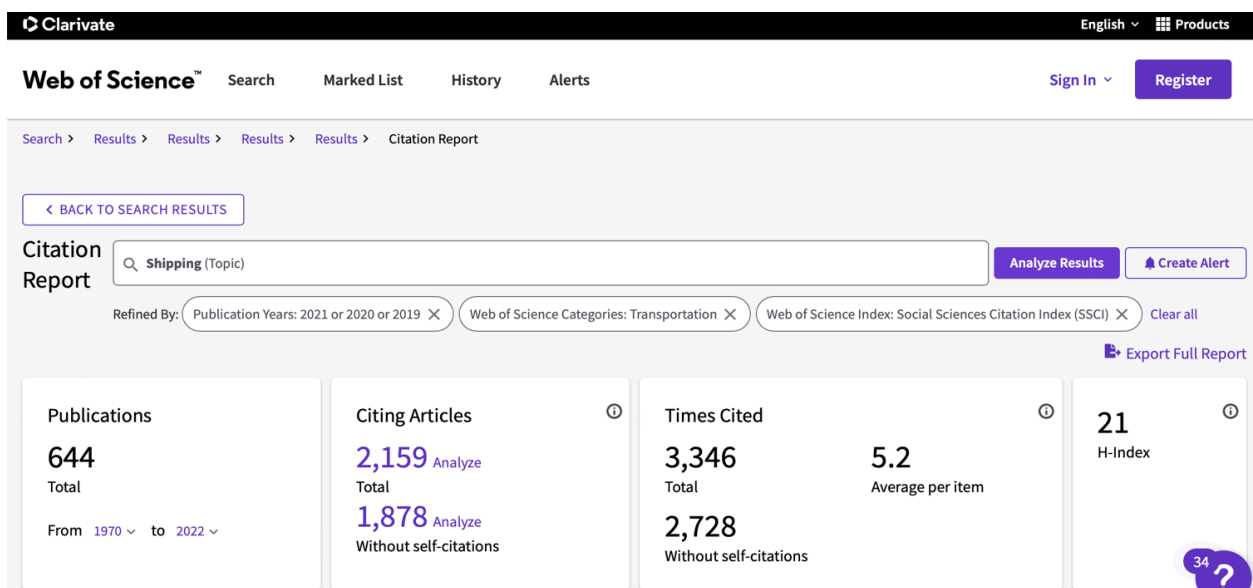 Clarivate
English
Products
Web of Science™
Search
Marked List
History
Alerts
Sign In
Register
Search > Results > Results > Results > Results > Citation Report
< BACK TO SEARCH RESULTS
Citation Report
Shipping (Topic)
Analyze Results
Create Alert
Refined By:
Publication Years: 2021 or 2020 or 2019 ×
Web of Science Categories: Transportation ×
Web of Science Index: Social Sciences Citation Index (SSCI) ×
Clear all
Export Full Report
Publications
644
Total
From 1970 to 2022
Citing Articles
2,159 Analyze
Total
1,878 Analyze
Without self-citations
Times Cited
3,346
Total
5.2
Average per item
2,728
Without self-citations
21
H-Index
34
?